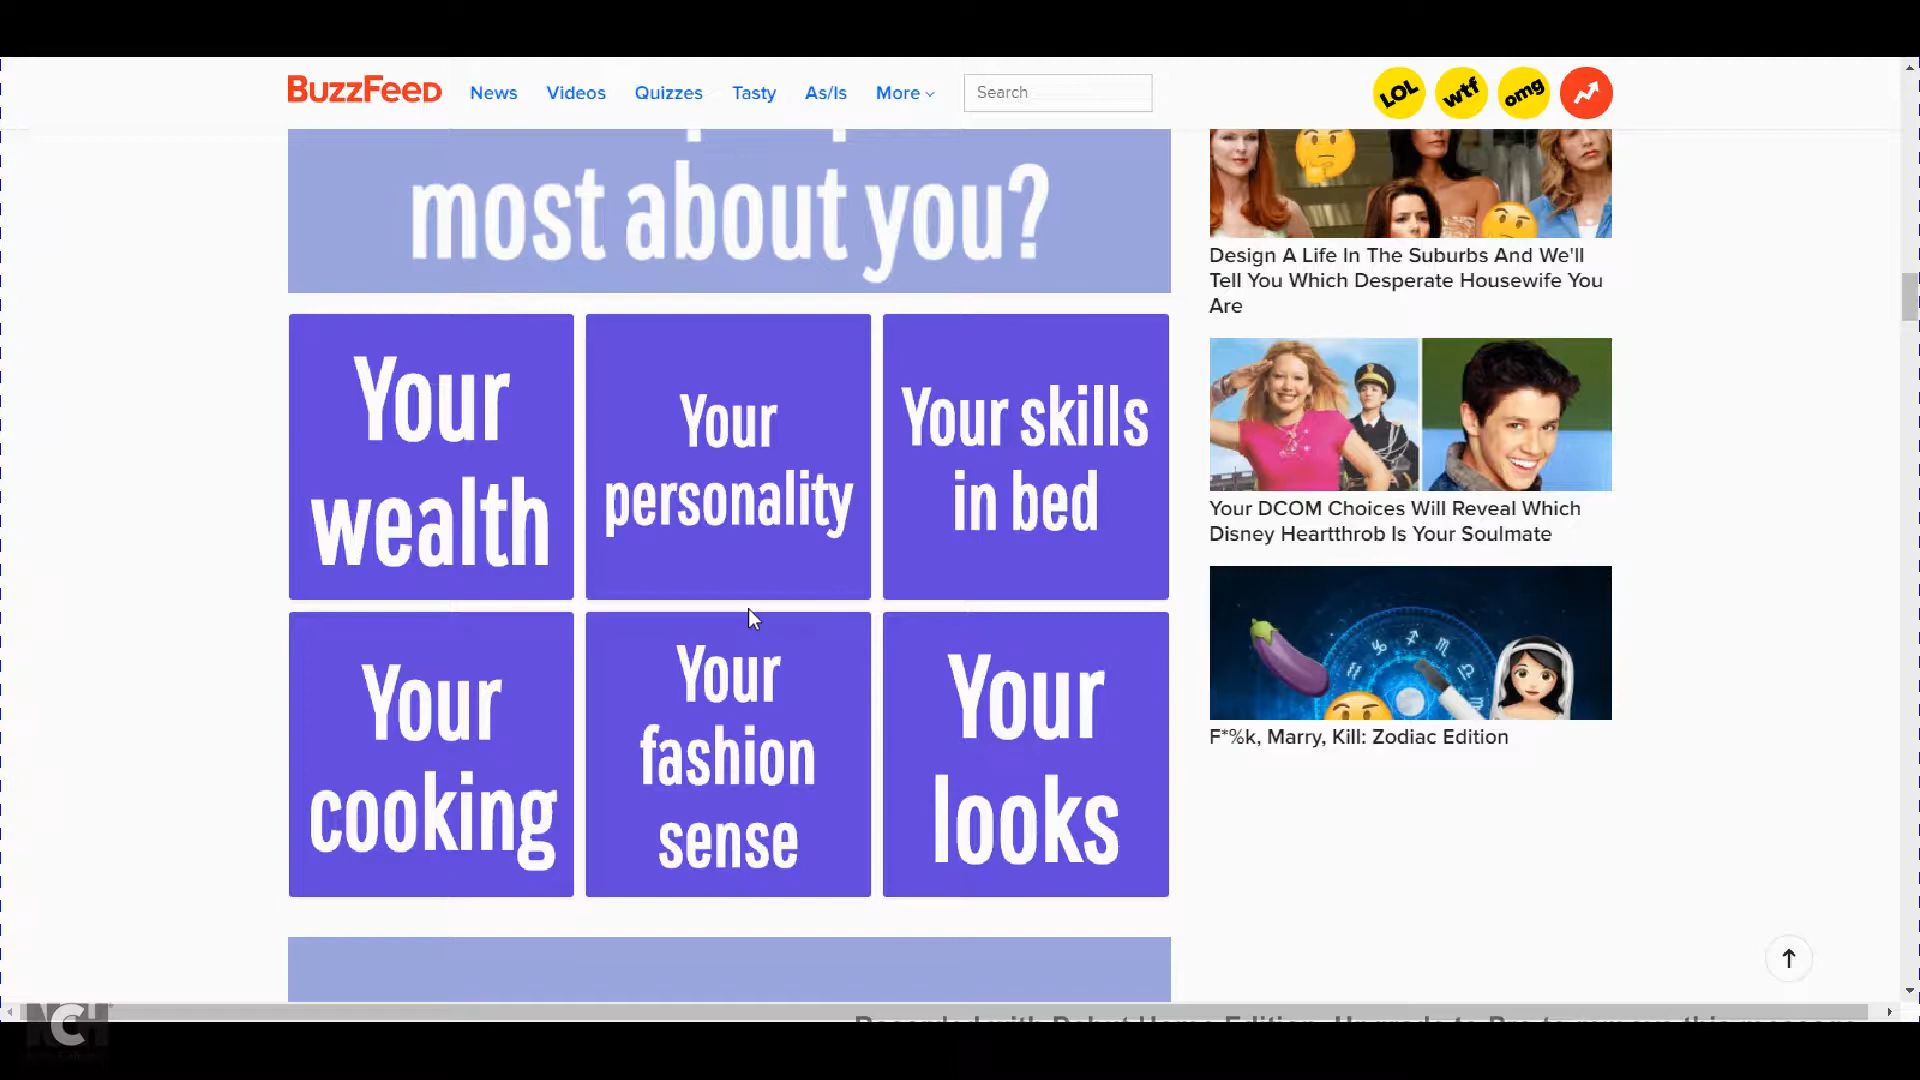 BuzzFeed News Videos Quizzes Tasty As/Is More Search LOL wtf omg
most about you?
Your
wealth
Your
personality
Your skills
in bed
Your
cooking
Your
fashion
sense
Your
looks
Design A Life In The Suburbs And We'll
Tell You Which Desperate Housewife You
Are
Your DCOM Choices Will Reveal Which
Disney Heartthrob Is Your Soulmate
F*%k, Marry, Kill: Zodiac Edition
NCH